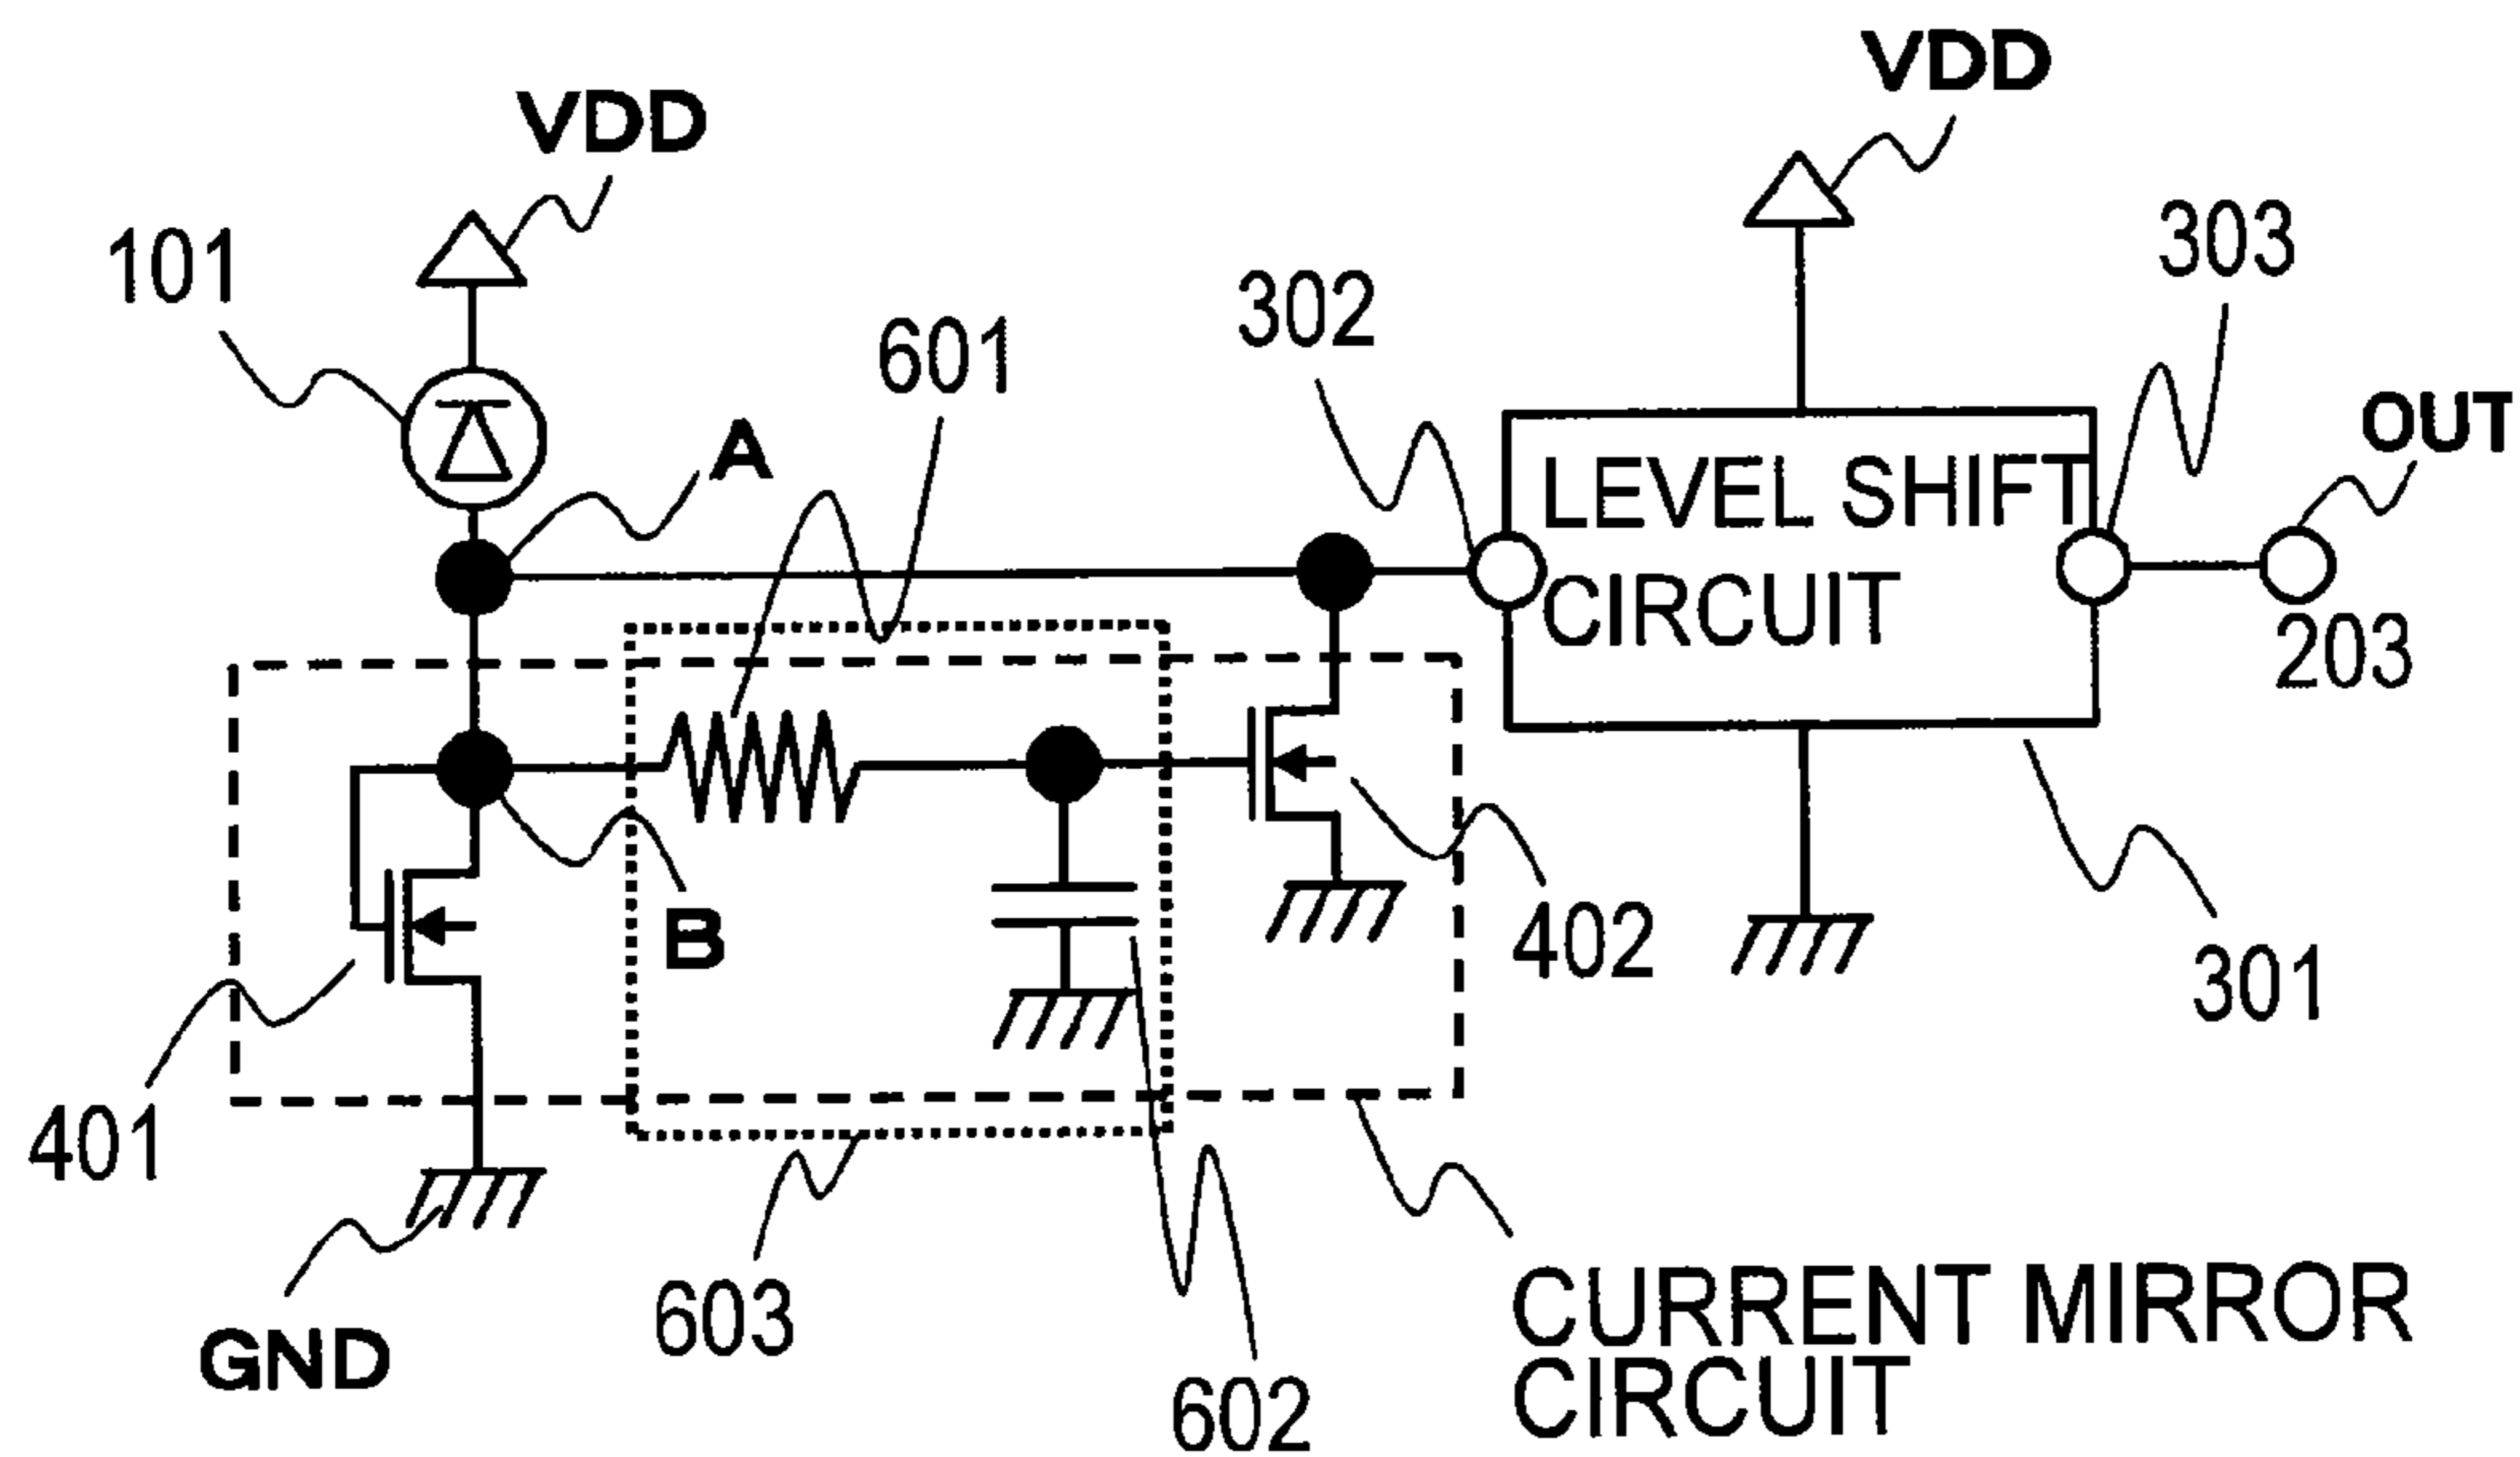 VDD
VDD
101
303
302
601
OUT
A
LEVEL SHIFT
CIRCUIT
203
B
402
301
401
603
GND
602
CURRENT MIRROR
CIRCUIT